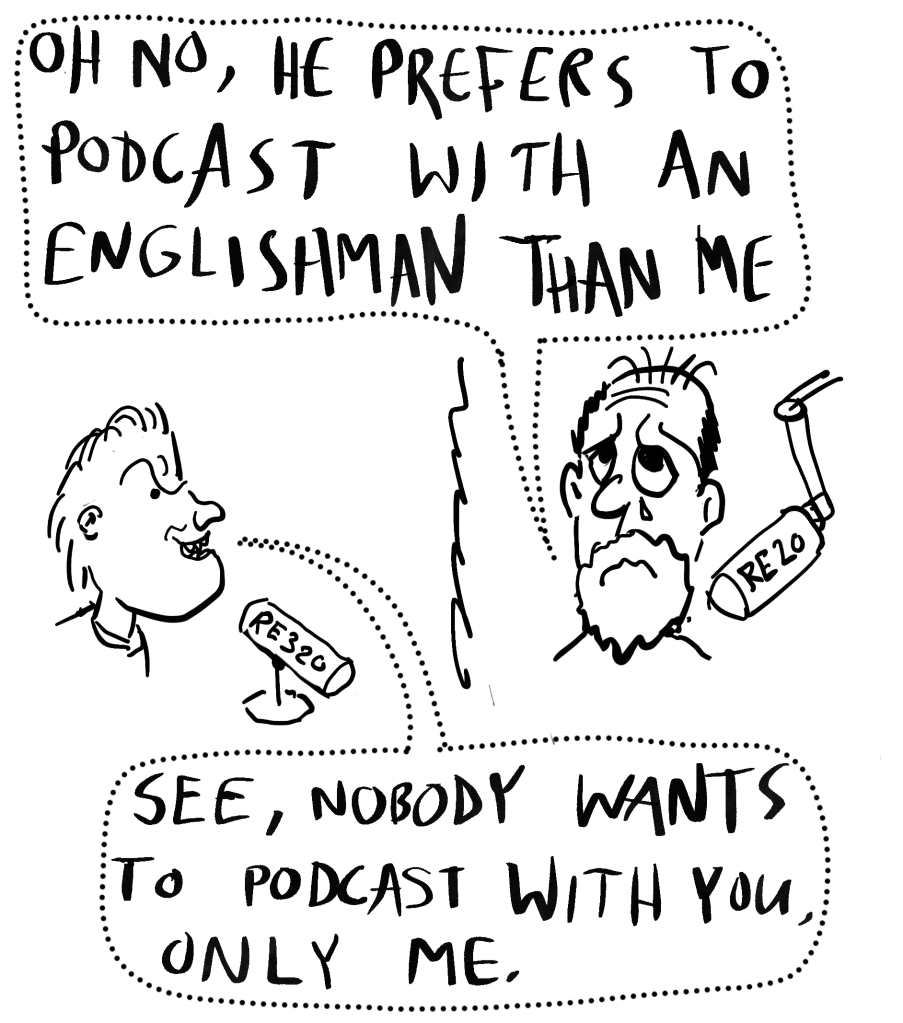 OH NO, HE PREFERS TO
PODCAST WITH AN
ENGLISHMAN THAN ME
RE20
RE320
SEE, NOBODY WANTS
TO PODCAST WITH YOU,
ONLY ME.